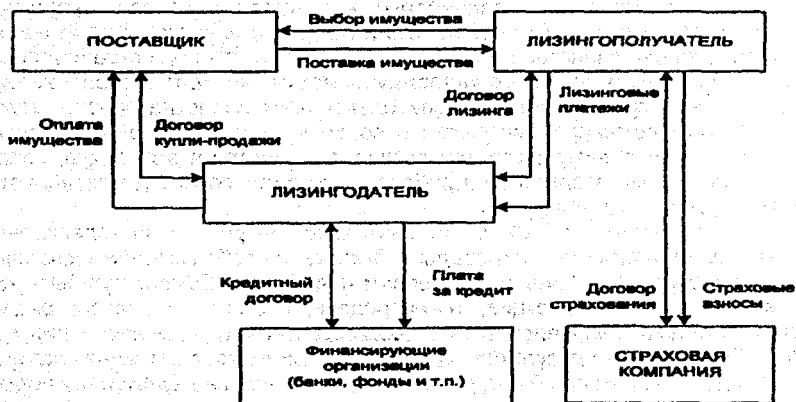 Выбор имущества
ПОСТАВЩИК
ЛИЗИНГОПОЛУЧАТЕЛЬ
Поставка имущества
Оплата
имущества
Договор
купли-продажи
Договор
лизинга
Лизинговые
платежи
ЛИЗИНГОДАТЕЛЬ
Кредитный
договор
Плата
за кредит
Договор
страхования
Страховые
взносы
Финансирующие
организации
(банки, фонды и т.п.)
СТРАХОВАЯ
КОМПАНИЯ